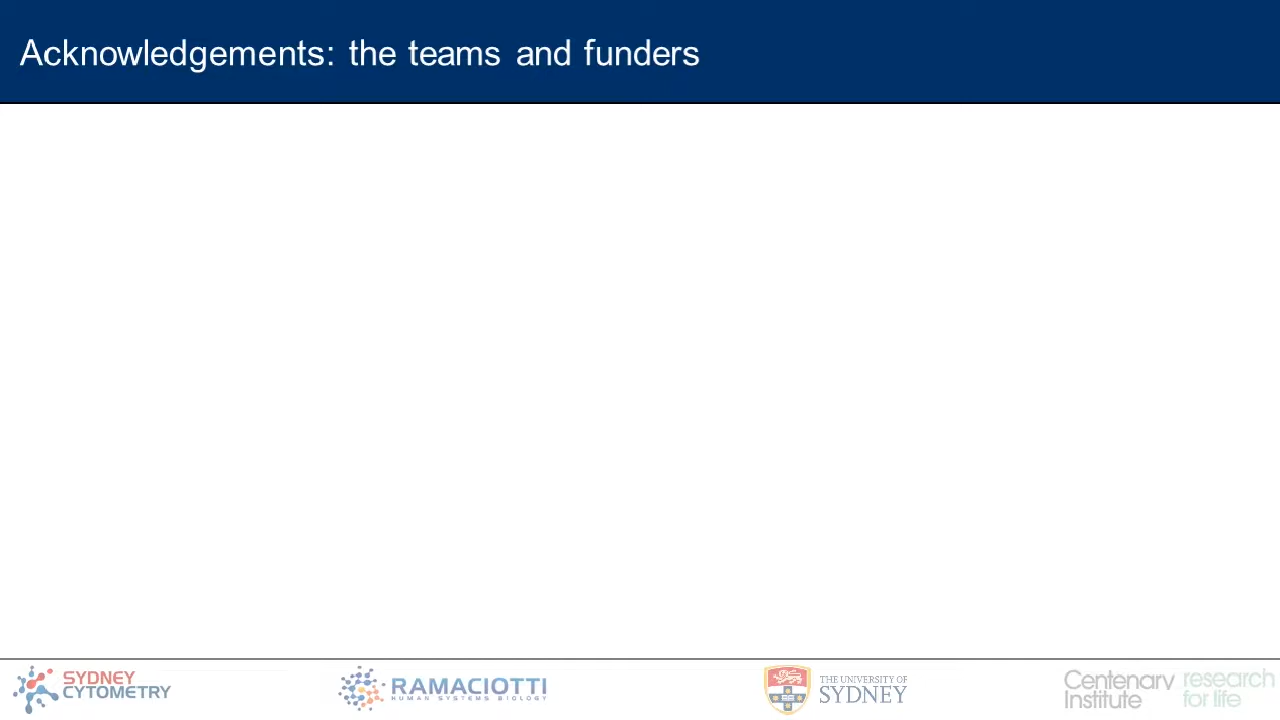 Acknowledgements: the teams and funders
SYDNEY
CYTOMETRY
RAMACIOTTI
HUMAN SYSTEMS BIOLOGY
THE UNIVERSITY OF
SYDNEY
Centenary
Institute
research
for life